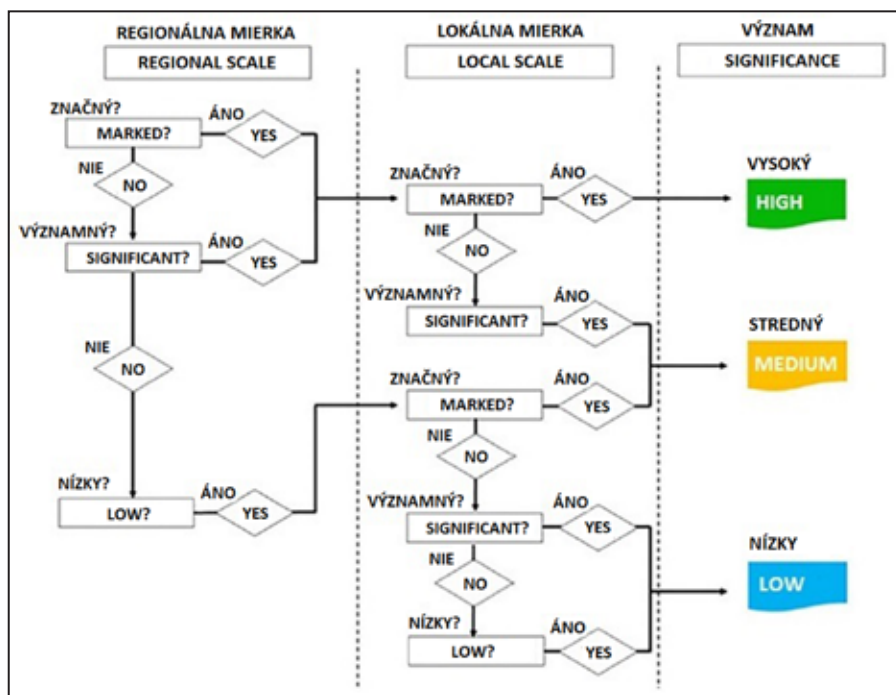 REGIONÁLNA MIERKA
REGIONAL SCALE
ZNAČNÝ?
MARKED?
ÁNO
YES
NIE
NO
VÝZNAMNÝ?
SIGNIFICANT?
ÁNO
YES
NIE
NO
NÍZKY?
LOW?
ÁNO
YES
LOKÁLNA MIERKA
LOCAL SCALE
ZNAČNÝ?
MARKED?
ÁNO
YES
NIE
NO
VÝZNAMNÝ?
SIGNIFICANT?
ÁNO
YES
ZNAČNÝ?
MARKED?
ÁNO
YES
NIE
NO
VÝZNAMNÝ?
SIGNIFICANT?
ÁNO
YES
NIE
NO
NÍZKY?
LOW?
ÁNO
YES
VÝZNAM
SIGNIFICANCE
VYSOKÝ
HIGH
STREDNÝ
MEDIUM
NÍZKY
LOW